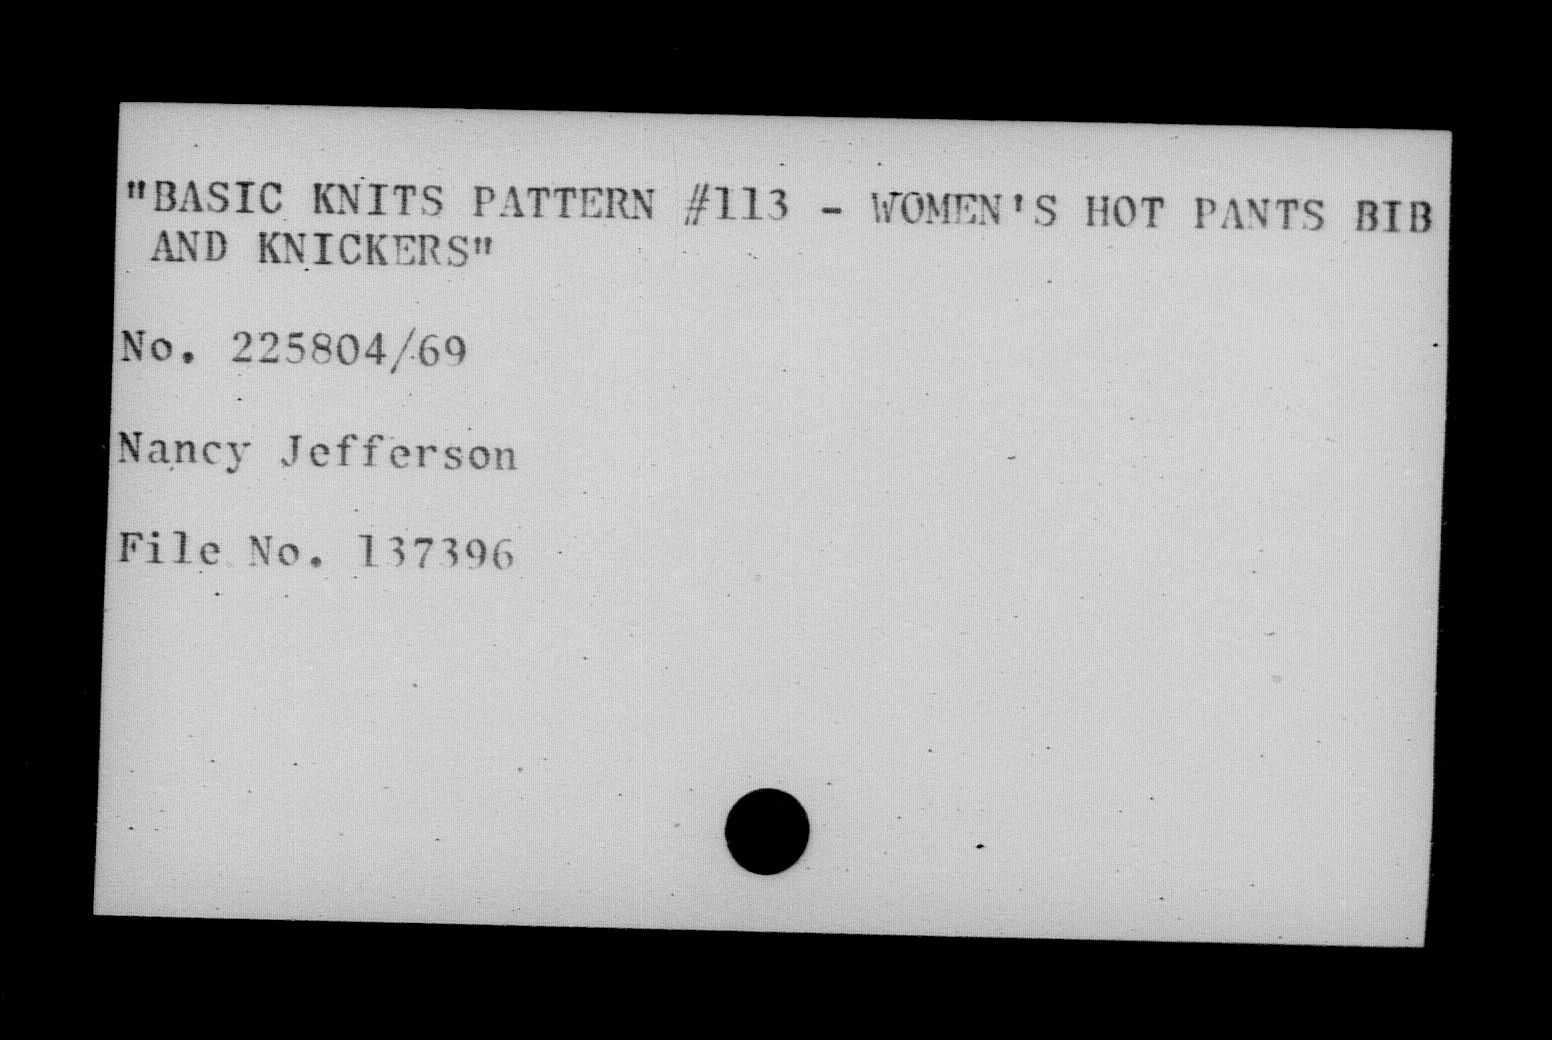 "BASIC KNITS PATTERN #113 - WOMEN'S HOT PANTS BIB
AND KNICKERS"
No. 225804/69
Nancy Jefferson
File No. 137396